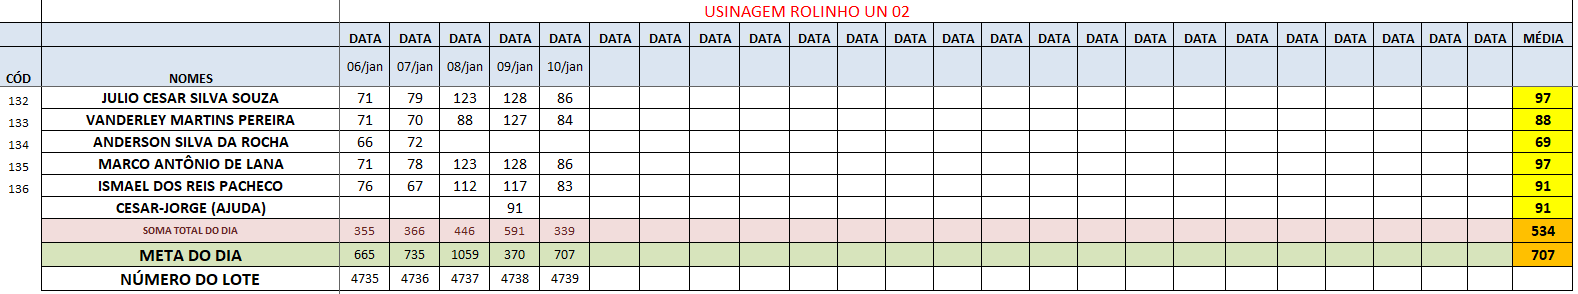 USINAGEM ROLINHO UN 02
DATA DATA DATA DATA DATA DATA DATA DATA DATA DATA DATA DATA DATA DATA DATA DATA DATA DATA DATA DATA DATA DATA DATA MÉDIA
CÓD NOMES 06/jan 07/jan 08/jan 09/jan 10/jan
132 JULIO CESAR SILVA SOUZA 71 79 123 128 86 97
133 VANDERLEY MARTINS PEREIRA 71 70 88 127 84 88
134 ANDERSON SILVA DA ROCHA 66 72 69
135 MARCO ANTÔNIO DE LANA 71 78 123 128 86 97
136 ISMAEL DOS REIS PACHECO 76 67 112 117 83 91
CESAR-JORGE (AJUDA) 91 91
SOMA TOTAL DO DIA 355 366 446 591 339 534
META DO DIA 665 735 1059 370 707 707
NÚMERO DO LOTE 4735 4736 4737 4738 4739